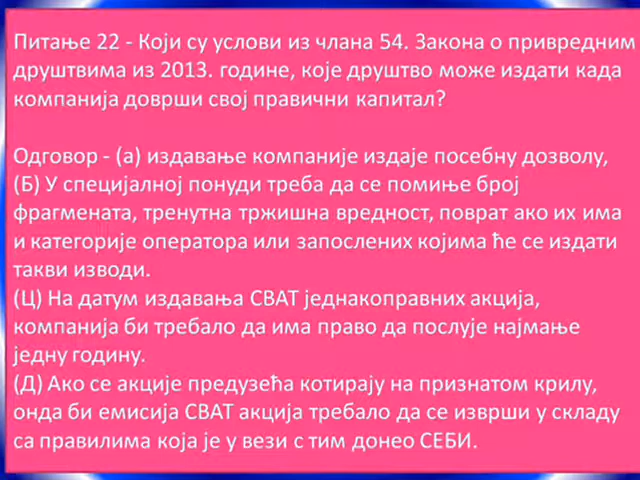 Питање 22 - Који су услови из члана 54. Закона о привредним
друштвима из 2013. године, које друштво може издати када
компанија доврши свој правични капитал?
Одговор - (а) издавање компаније издаје посебну дозволу,
(Б) У специјалној понуди треба да се помиње број
фрагмената, тренутна тржишна вредност, поврат ако их има
и категорије оператора или запослених којима ће се издати
такви изводи.
(Ц) На датум издавања СВАТ једнакоправних акција,
компанија би требало да има право да послује најмање
једну годину.
(Д) Ако се акције предузећа котирају на признатом крилу,
онда би емисија СВАТ акција требало да се изврши у складу
са правилима која је у вези с тим донео СЕБИ.